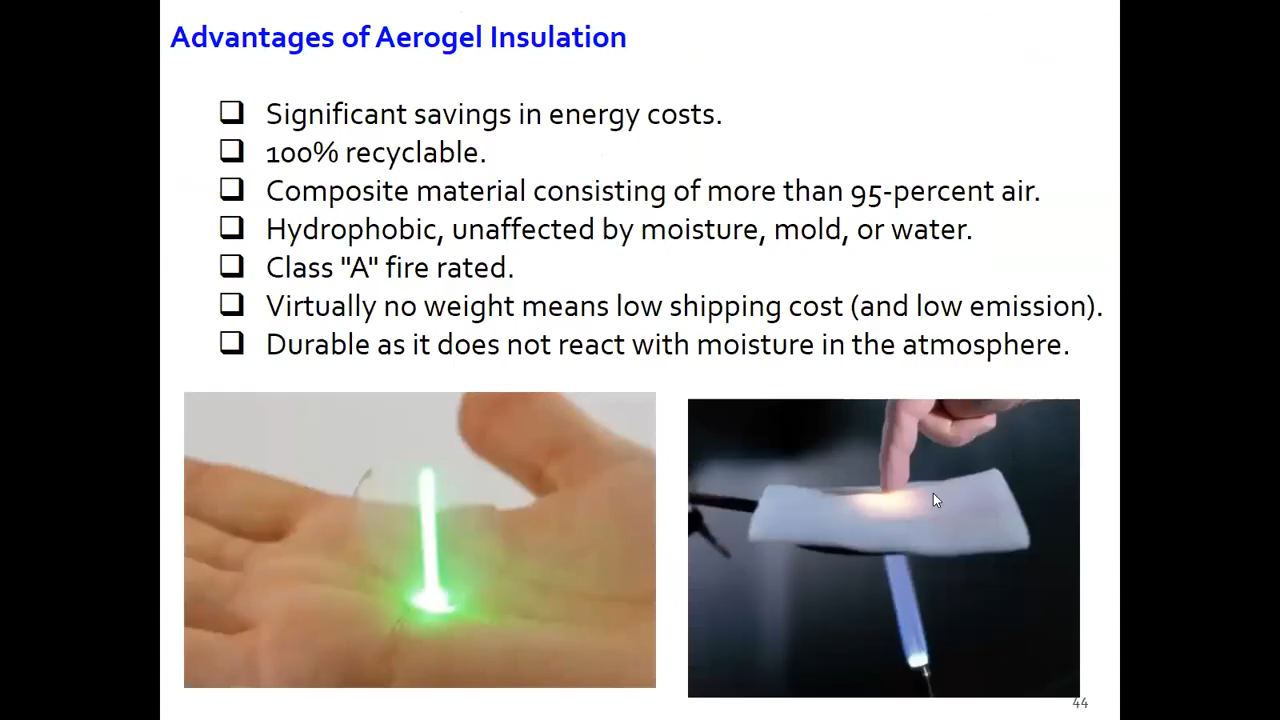 Advantages of Aerogel Insulation
❑ Significant savings in energy costs.
❑ 100% recyclable.
❑ Composite material consisting of more than 95-percent air.
❑ Hydrophobic, unaffected by moisture, mold, or water.
❑ Class "A" fire rated.
❑ Virtually no weight means low shipping cost (and low emission).
❑ Durable as it does not react with moisture in the atmosphere.
44